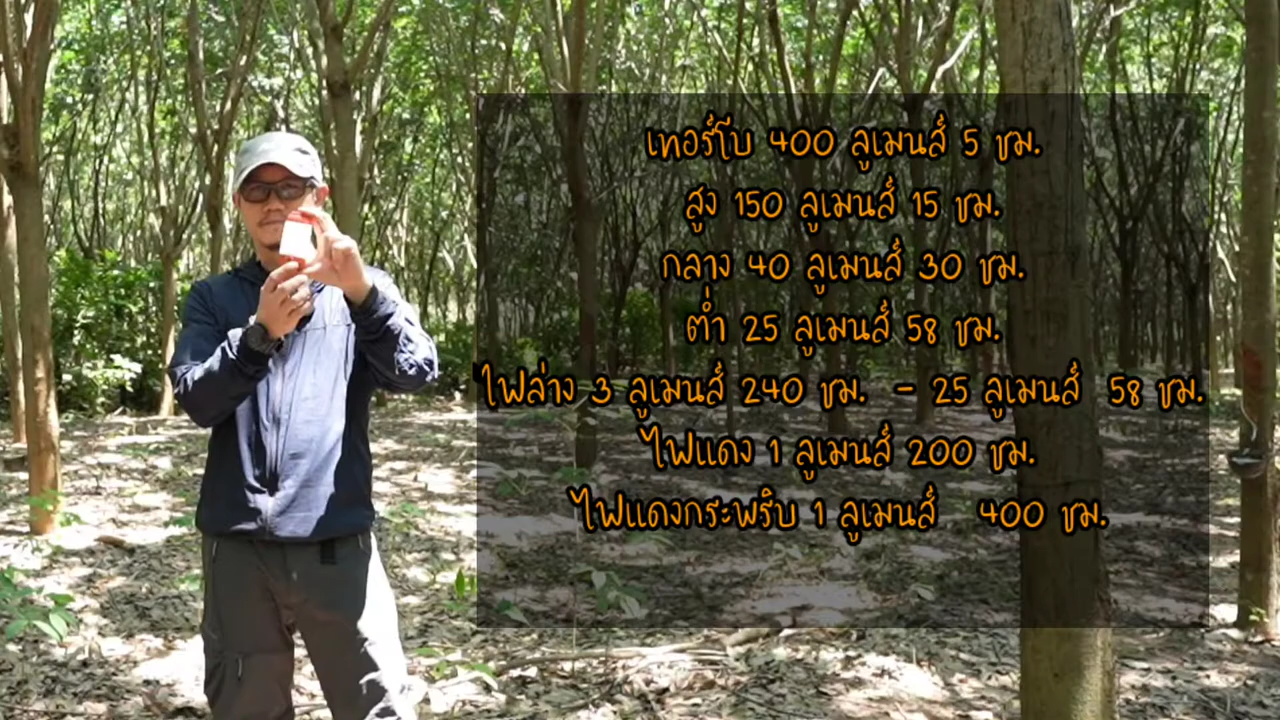 เทอร์โบ 400 ลูเมนส์ 5 ชม.
สูง 150 ลูเมนส์ 15 ชม.
กลาง 40 ลูเมนส์ 30 ชม.
ต่ำ 25 ลูเมนส์ 58 ชม.
ไฟล่าง 3 ลูเมนส์ 240 ชม. - 25 ลูเมนส์ 58 ชม.
ไฟแดง 1 ลูเมนส์ 200 ชม.
ไฟแดงกระพริบ 1 ลูเมนส์ 400 ชม.